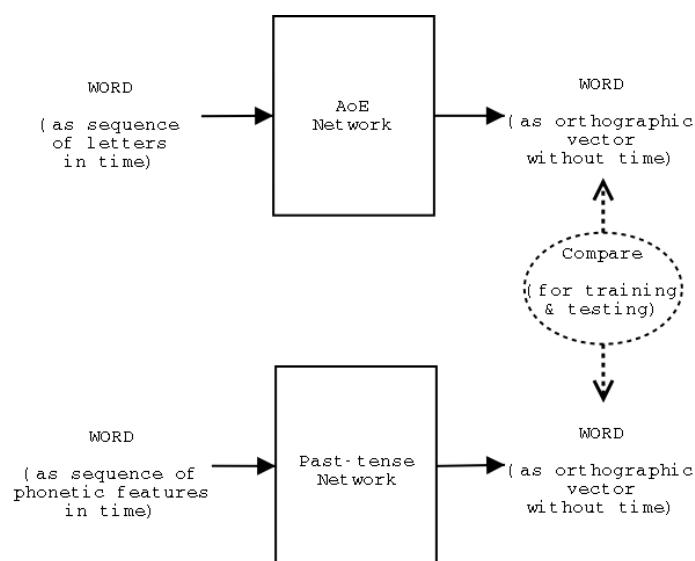 WORD
(as sequence
of letters
in time)
AoE
Network
WORD
(as orthographic
vector
without time)
Compare
(for training
& testing)
WORD
(as sequence of
phonetic features
in time)
Past-tense
Network
WORD
(as orthographic
vector
without time)